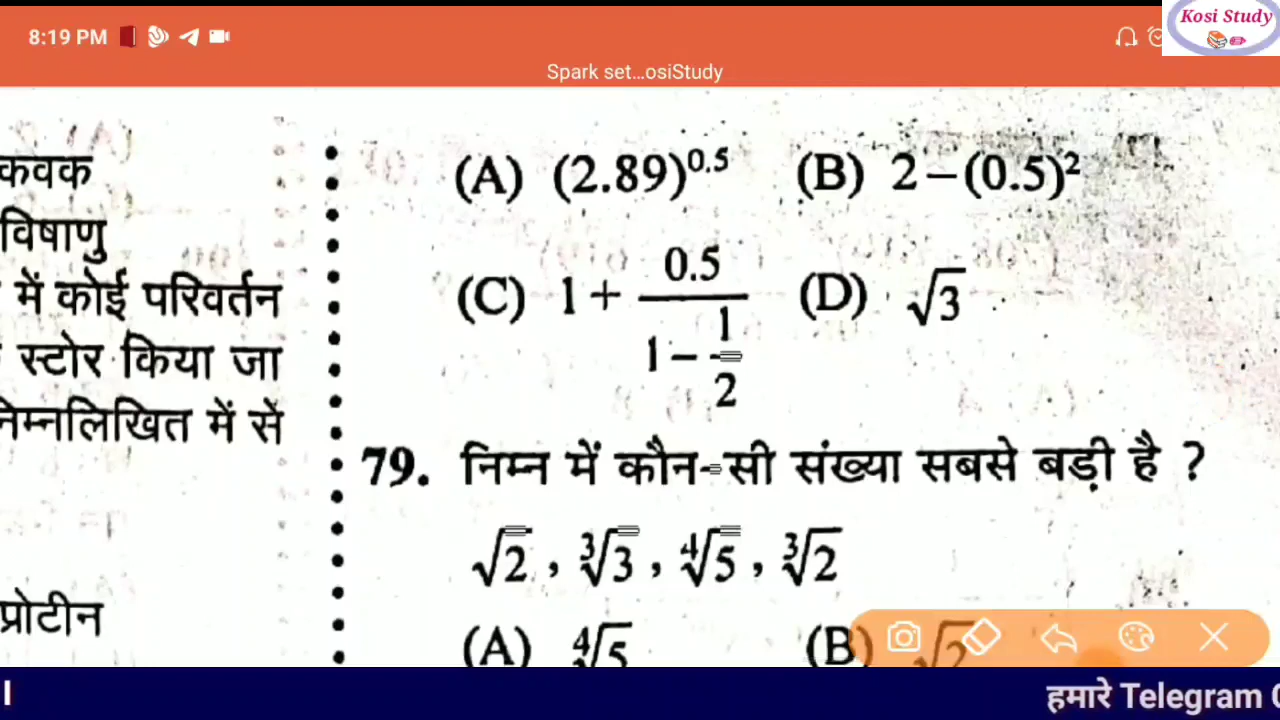 8:19 PM
Kosi Study
Spark set...osiStudy
कवक
विषाणु
में कोई परिवर्तन
स्टोर किया जा
निम्नलिखित में से
प्रोटीन
(A) (2.89)^0.5 (B) 2−(0.5)²
(C) 1 + 0.5/(1 − 1/2) (D) √3
79. निम्न में कौन-सी संख्या सबसे बड़ी है ?
√2 , ∛3 , ∜5 , ∛2
(A) ∜5 (B) √2
हमारे Telegram